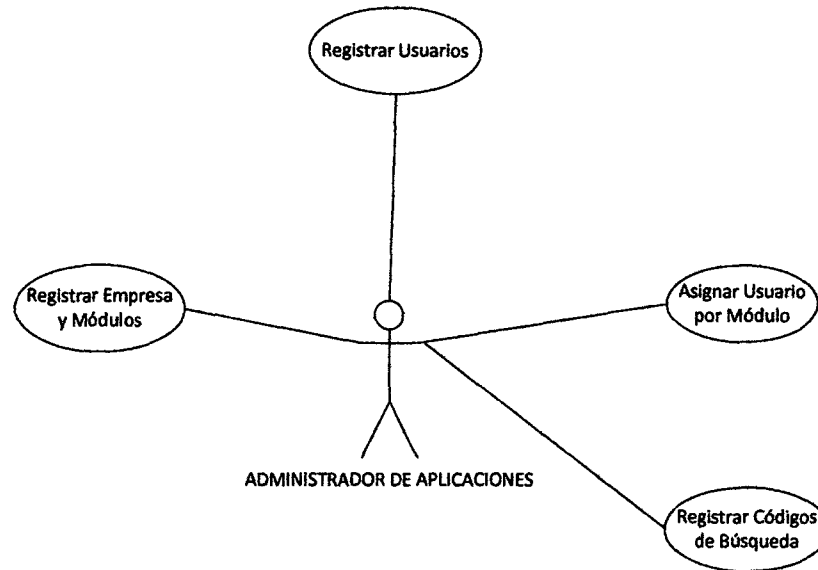 Registrar Usuarios
Registrar Empresa
y Módulos
Asignar Usuario
por Módulo
ADMINISTRADOR DE APLICACIONES
Registrar Códigos
de Búsqueda